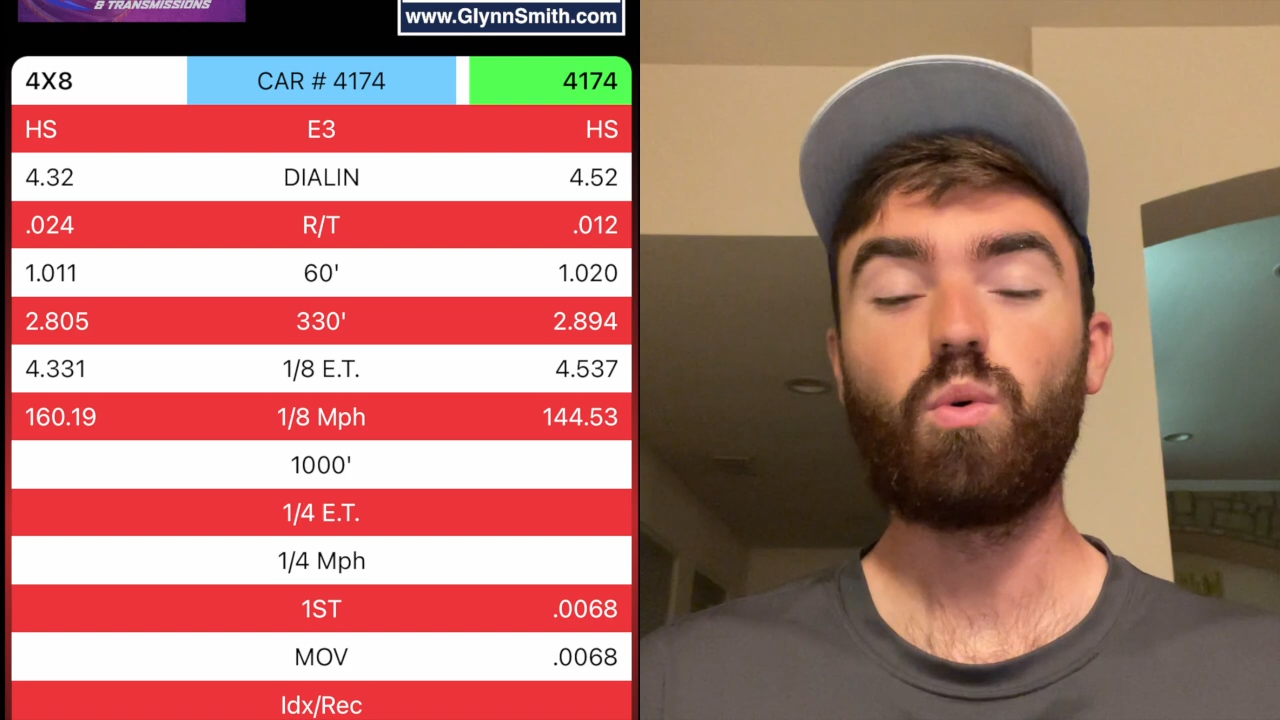 & TRANSMISSIONS
www.GlynnSmith.com
4X8 CAR # 4174 4174
HS E3 HS
4.32 DIALIN 4.52
.024 R/T .012
1.011 60' 1.020
2.805 330' 2.894
4.331 1/8 E.T. 4.537
160.19 1/8 Mph 144.53
1000'
1/4 E.T.
1/4 Mph
1ST .0068
MOV .0068
Idx/Rec